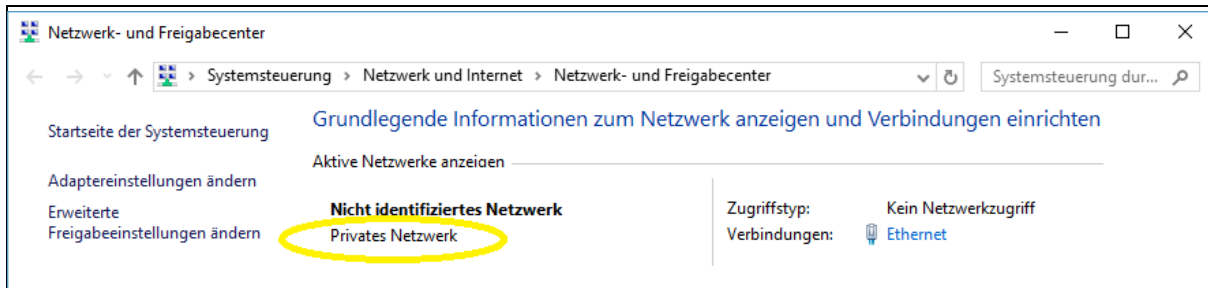 Netzwerk- und Freigabecenter
Systemsteuerung > Netzwerk und Internet > Netzwerk- und Freigabecenter
Systemsteuerung dur...
Startseite der Systemsteuerung
Adaptereinstellungen ändern
Erweiterte
Freigabeeinstellungen ändern
Grundlegende Informationen zum Netzwerk anzeigen und Verbindungen einrichten
Aktive Netzwerke anzeigen
Nicht identifiziertes Netzwerk
Privates Netzwerk
Zugriffstyp: Kein Netzwerkzugriff
Verbindungen: Ethernet